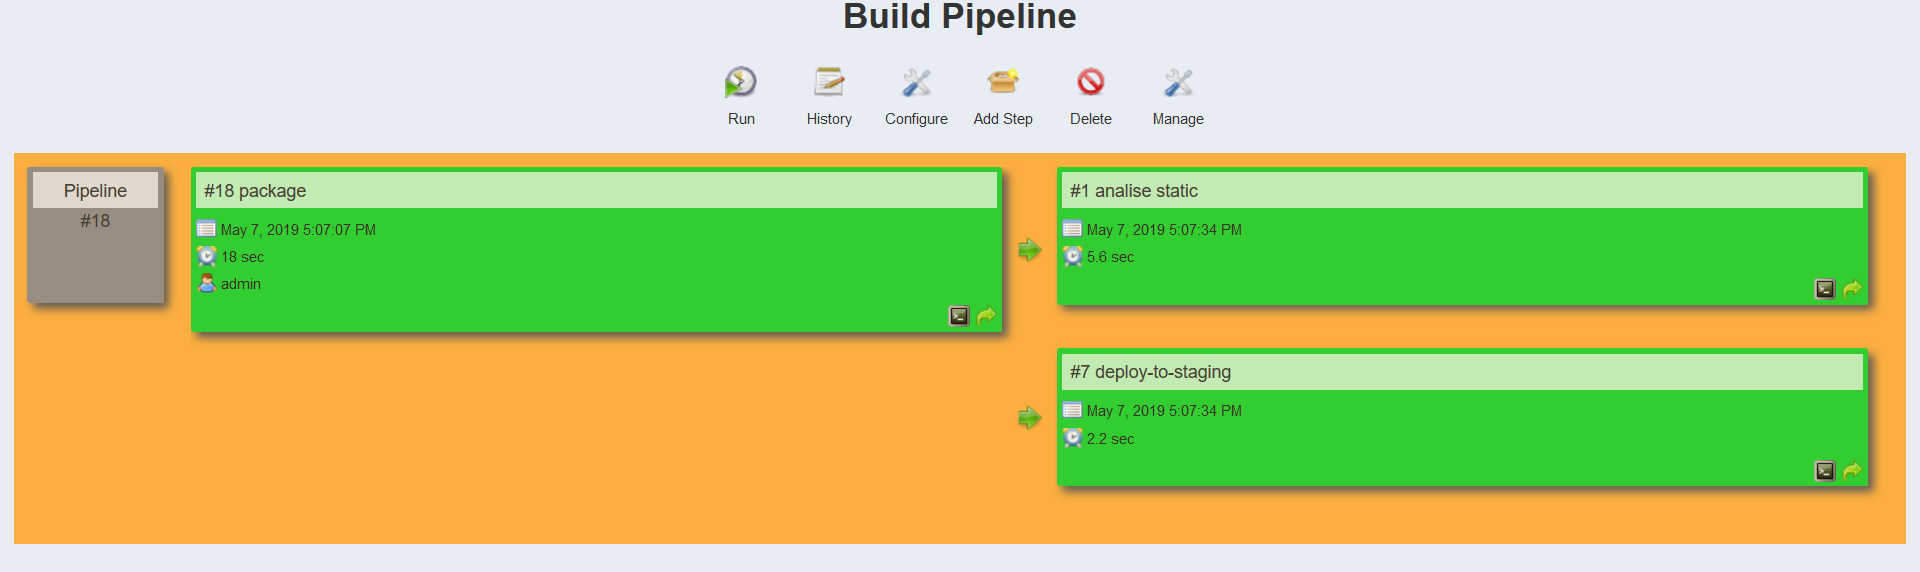 Build Pipeline
Run
History
Configure
Add Step
Delete
Manage
Pipeline
#18
#18 package
May 7, 2019 5:07:07 PM
18 sec
admin
#1 analise static
May 7, 2019 5:07:34 PM
5.6 sec
#7 deploy-to-staging
May 7, 2019 5:07:34 PM
2.2 sec